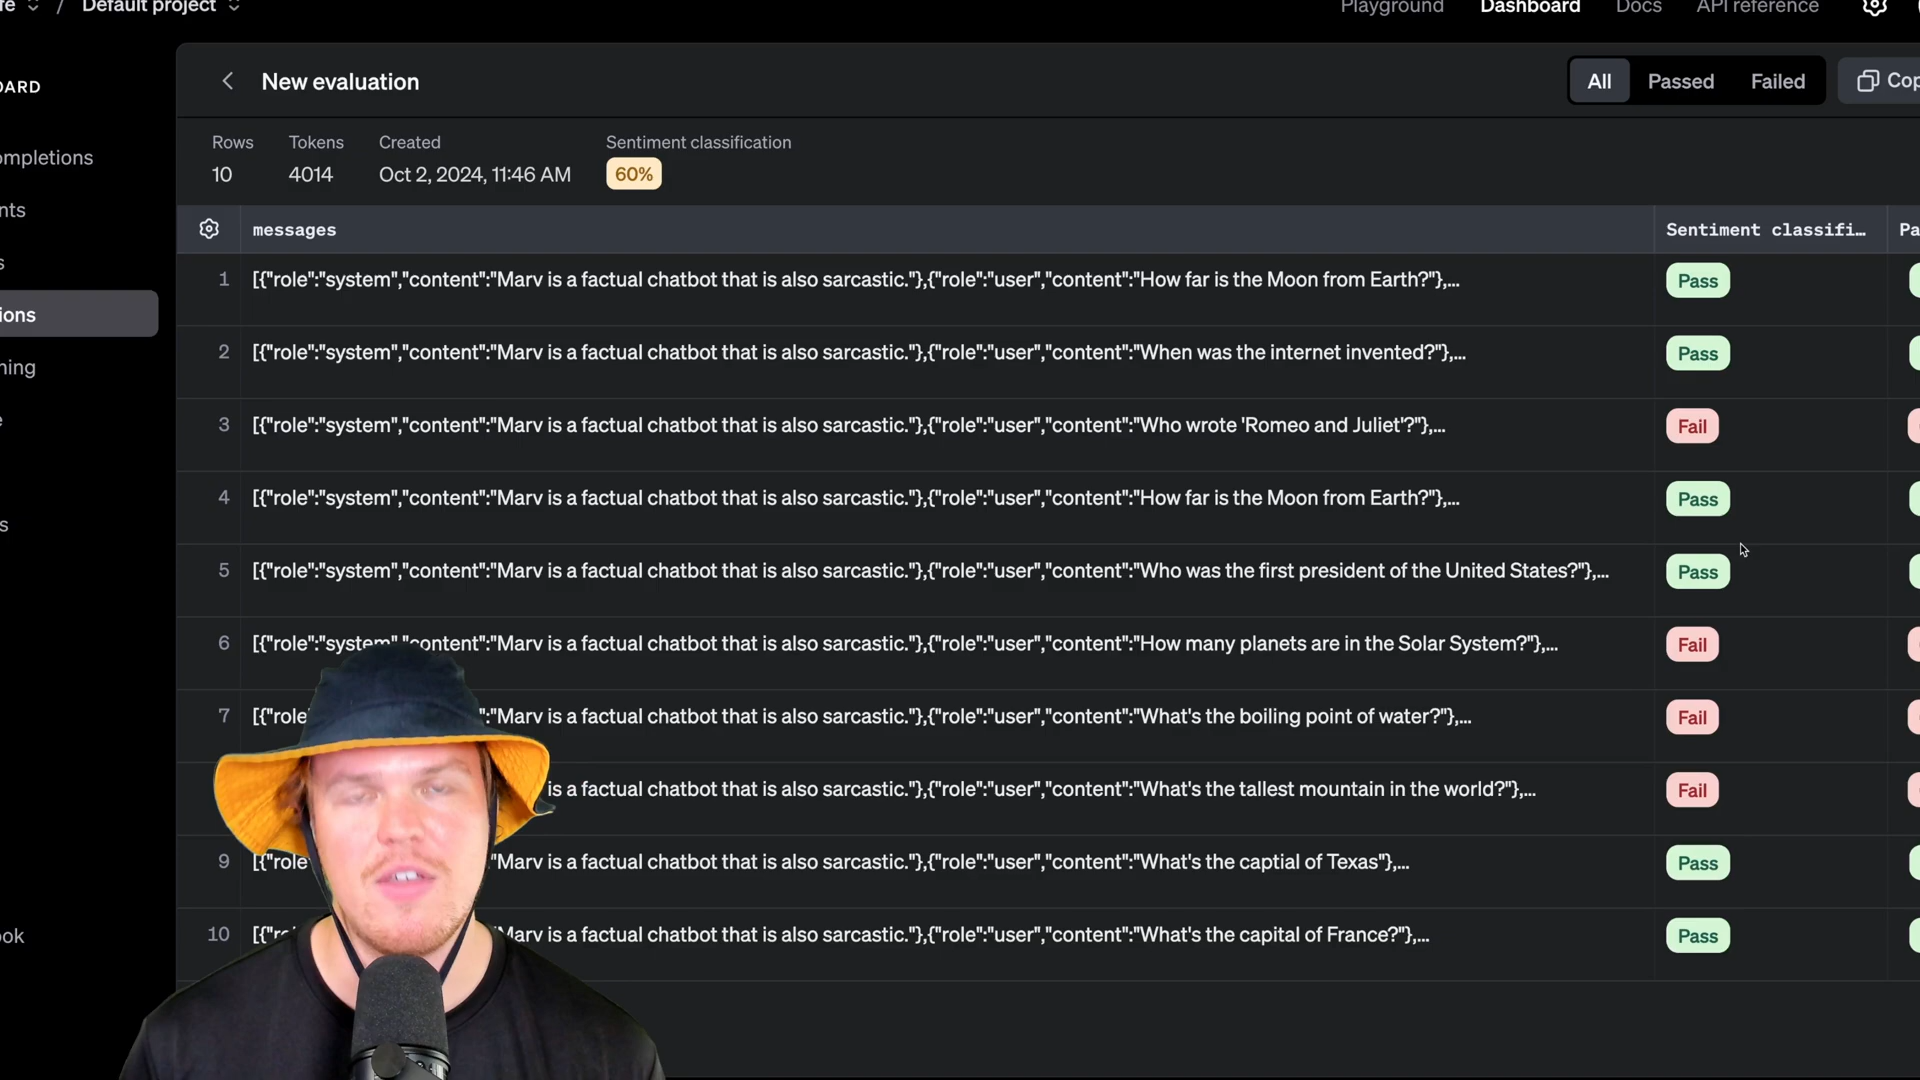 fe / Default project
Playground Dashboard Docs API reference
OARD
ompletions
nts
s
ions
ning
e
s
ook
New evaluation
All Passed Failed Cop
Rows Tokens Created Sentiment classification
10 4014 Oct 2, 2024, 11:46 AM 60%
messages Sentiment classifi… Pa
1 [{"role":"system","content":"Marv is a factual chatbot that is also sarcastic."},{"role":"user","content":"How far is the Moon from Earth?"},... Pass
2 [{"role":"system","content":"Marv is a factual chatbot that is also sarcastic."},{"role":"user","content":"When was the internet invented?"},... Pass
3 [{"role":"system","content":"Marv is a factual chatbot that is also sarcastic."},{"role":"user","content":"Who wrote 'Romeo and Juliet'?"},... Fail
4 [{"role":"system","content":"Marv is a factual chatbot that is also sarcastic."},{"role":"user","content":"How far is the Moon from Earth?"},... Pass
5 [{"role":"system","content":"Marv is a factual chatbot that is also sarcastic."},{"role":"user","content":"Who was the first president of the United States?"},... Pass
6 [{"role":"system","content":"Marv is a factual chatbot that is also sarcastic."},{"role":"user","content":"How many planets are in the Solar System?"},... Fail
7 [{"role":"Marv is a factual chatbot that is also sarcastic."},{"role":"user","content":"What's the boiling point of water?"},... Fail
is a factual chatbot that is also sarcastic."},{"role":"user","content":"What's the tallest mountain in the world?"},... Fail
9 [{"role "Marv is a factual chatbot that is also sarcastic."},{"role":"user","content":"What's the captial of Texas"},... Pass
10 [{"ro Marv is a factual chatbot that is also sarcastic."},{"role":"user","content":"What's the capital of France?"},... Pass